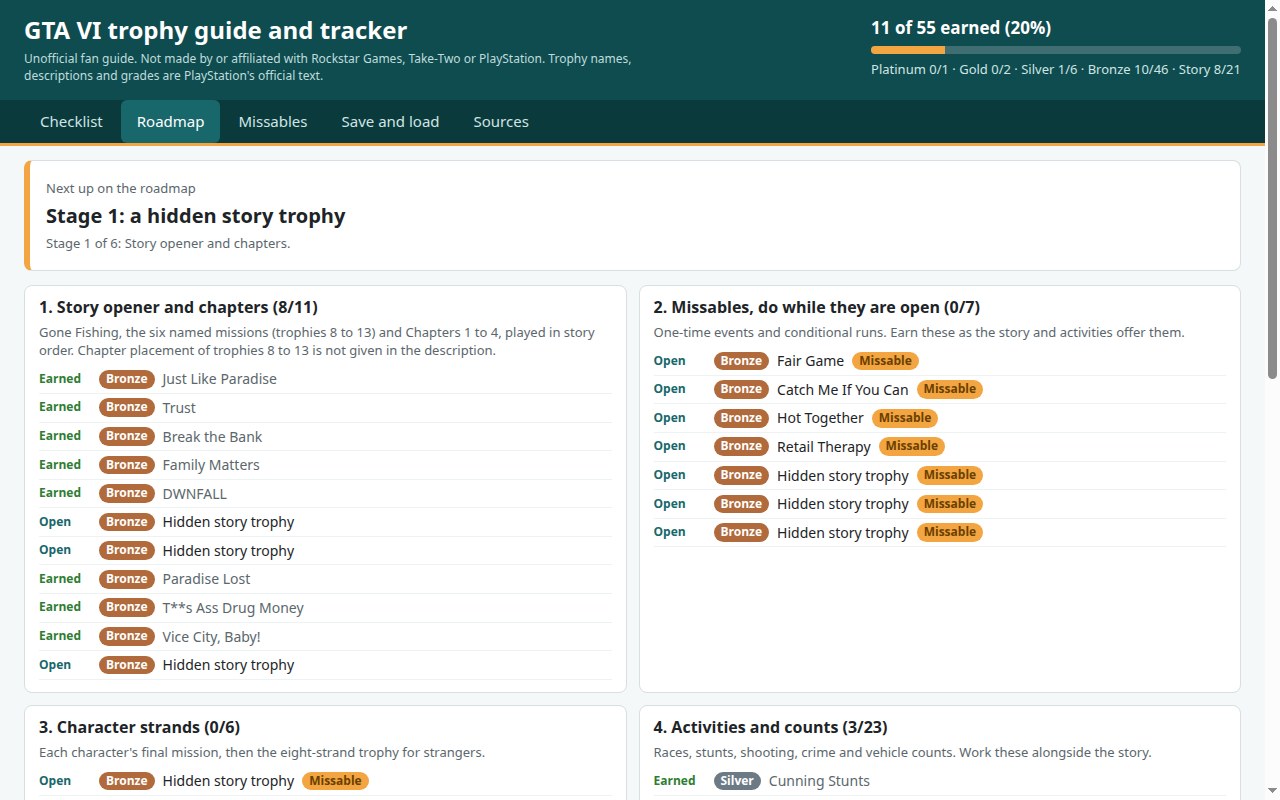 GTA VI trophy guide and tracker
Unofficial fan guide. Not made by or affiliated with Rockstar Games, Take-Two or PlayStation. Trophy names,
descriptions and grades are PlayStation's official text.
11 of 55 earned (20%)
Platinum 0/1 · Gold 0/2 · Silver 1/6 · Bronze 10/46 · Story 8/21
Checklist Roadmap Missables Save and load Sources
Next up on the roadmap
Stage 1: a hidden story trophy
Stage 1 of 6: Story opener and chapters.
1. Story opener and chapters (8/11)
Gone Fishing, the six named missions (trophies 8 to 13) and Chapters 1 to 4, played in story
order. Chapter placement of trophies 8 to 13 is not given in the description.
Earned Bronze Just Like Paradise
Earned Bronze Trust
Earned Bronze Break the Bank
Earned Bronze Family Matters
Earned Bronze DWNFALL
Open Bronze Hidden story trophy
Open Bronze Hidden story trophy
Earned Bronze Paradise Lost
Earned Bronze T**s Ass Drug Money
Earned Bronze Vice City, Baby!
Open Bronze Hidden story trophy
2. Missables, do while they are open (0/7)
One-time events and conditional runs. Earn these as the story and activities offer them.
Open Bronze Fair Game Missable
Open Bronze Catch Me If You Can Missable
Open Bronze Hot Together Missable
Open Bronze Retail Therapy Missable
Open Bronze Hidden story trophy Missable
Open Bronze Hidden story trophy Missable
Open Bronze Hidden story trophy Missable
3. Character strands (0/6)
Each character's final mission, then the eight-strand trophy for strangers.
Open Bronze Hidden story trophy Missable
4. Activities and counts (3/23)
Races, stunts, shooting, crime and vehicle counts. Work these alongside the story.
Earned Silver Cunning Stunts